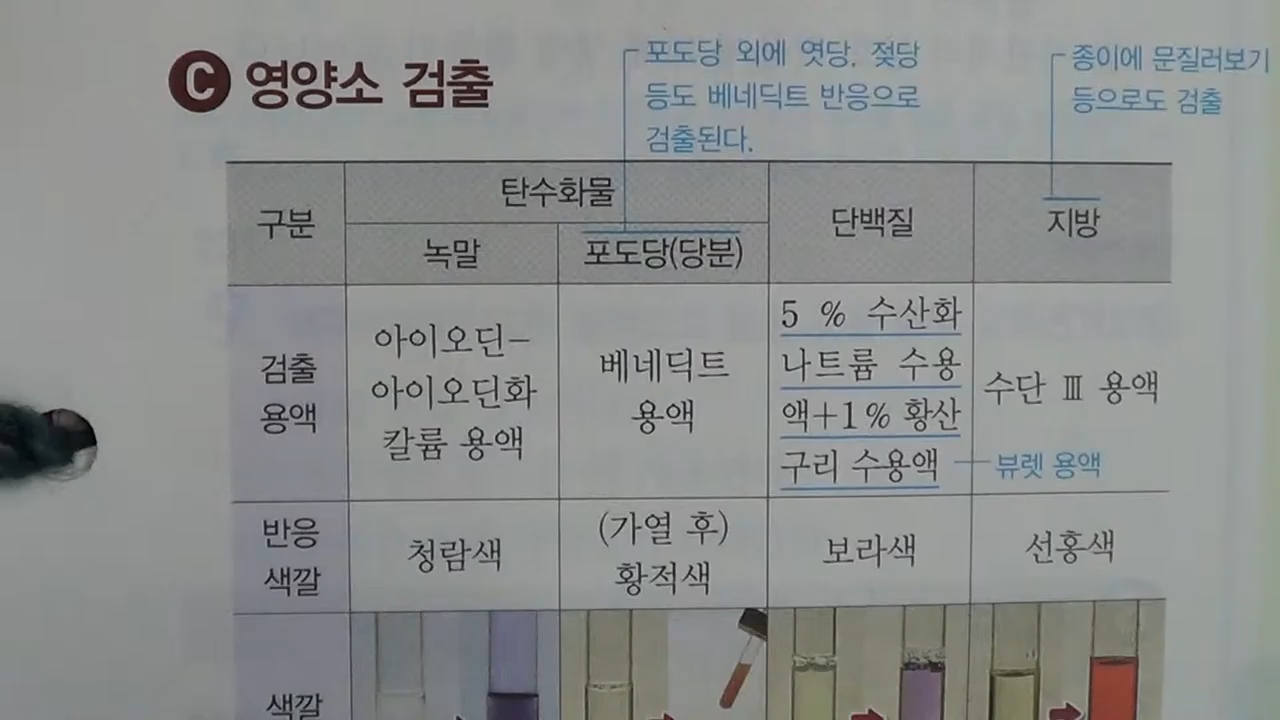 C 영양소 검출
포도당 외에 엿당, 젖당
등도 베네딕트 반응으로
검출된다.
종이에 문질러보기
등으로도 검출
구분
탄수화물
녹말
포도당(당분)
단백질
지방
검출
용액
아이오딘-
아이오딘화
칼륨 용액
베네딕트
용액
5 % 수산화
나트륨 수용
액+1% 황산
구리 수용액
뷰렛 용액
수단 Ⅲ 용액
반응
색깔
청람색
(가열 후)
황적색
보라색
선홍색
색깔